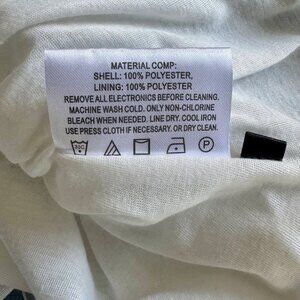 MATERIAL COMP:
SHELL: 100% POLYESTER,
LINING: 100% POLYESTER
REMOVE ALL ELECTRONICS BEFORE CLEANING.
MACHINE WASH COLD. ONLY NON-CHLORINE
BLEACH WHEN NEEDED. LINE DRY. COOL IRON
USE PRESS CLOTH IF NECESSARY. OR DRY CLEAN.
P